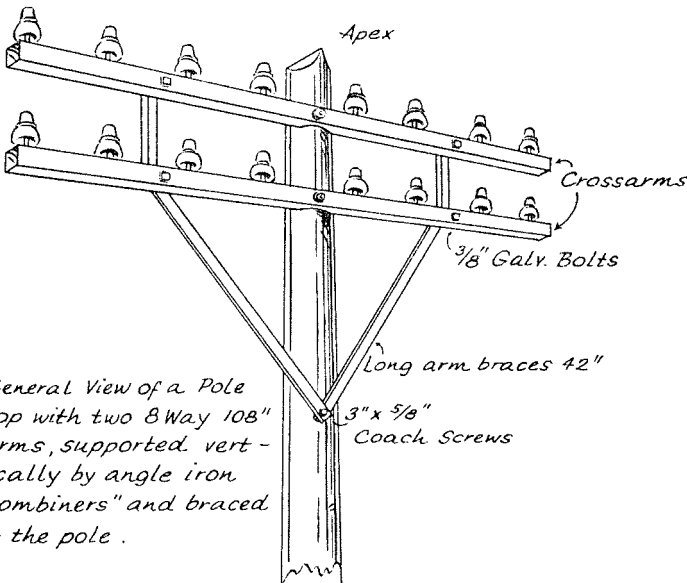 Apex
Crossarms
3/8" Galv. Bolts
Long arm braces 42"
3" x 5/8"
Coach Screws
General View of a Pole
op with two 8 Way 108"
rms, supported vert-
cally by angle iron
ombiners" and braced
the pole.